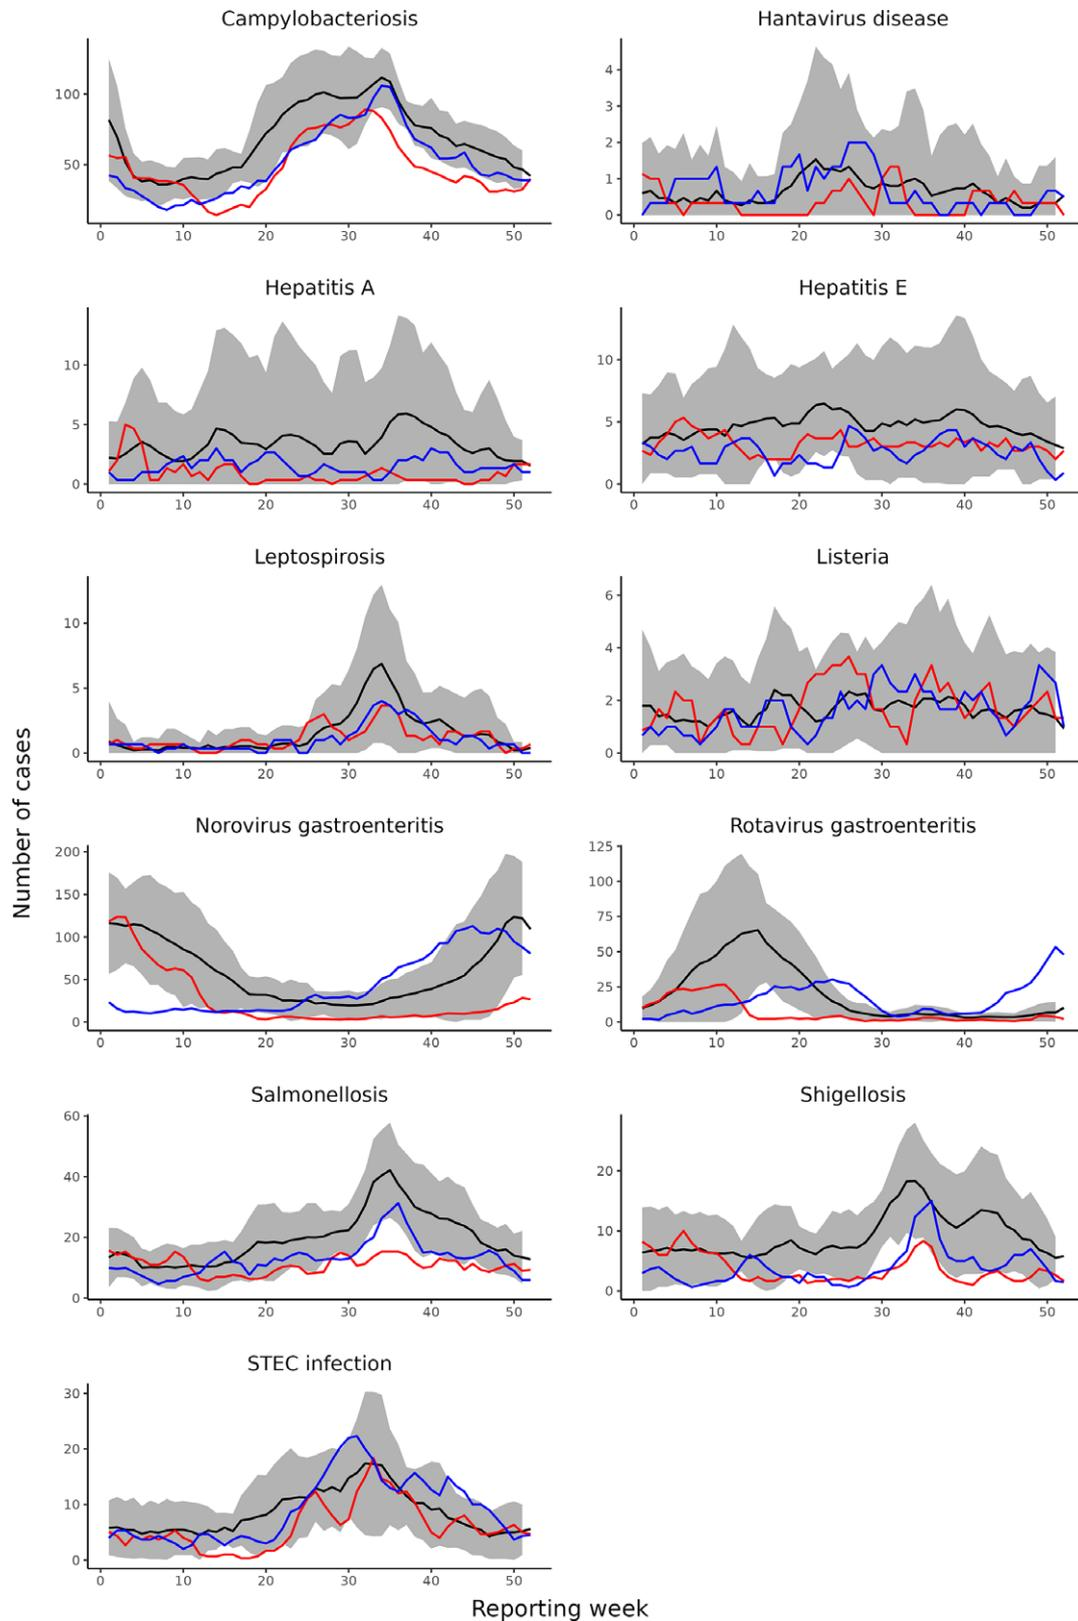 Campylobacteriosis
100
50
0 10 20 30 40 50
Hantavirus disease
4
3
2
1
0
0 10 20 30 40 50
Hepatitis A
10
5
0
0 10 20 30 40 50
Hepatitis E
10
5
0
0 10 20 30 40 50
Leptospirosis
10
5
0
0 10 20 30 40 50
Listeria
6
4
2
0
0 10 20 30 40 50
Number of cases
Norovirus gastroenteritis
200
150
100
50
0
0 10 20 30 40 50
Rotavirus gastroenteritis
125
100
75
50
25
0
0 10 20 30 40 50
Salmonellosis
60
40
20
0
0 10 20 30 40 50
Shigellosis
20
10
0
0 10 20 30 40 50
STEC infection
30
20
10
0
0 10 20 30 40 50
Reporting week